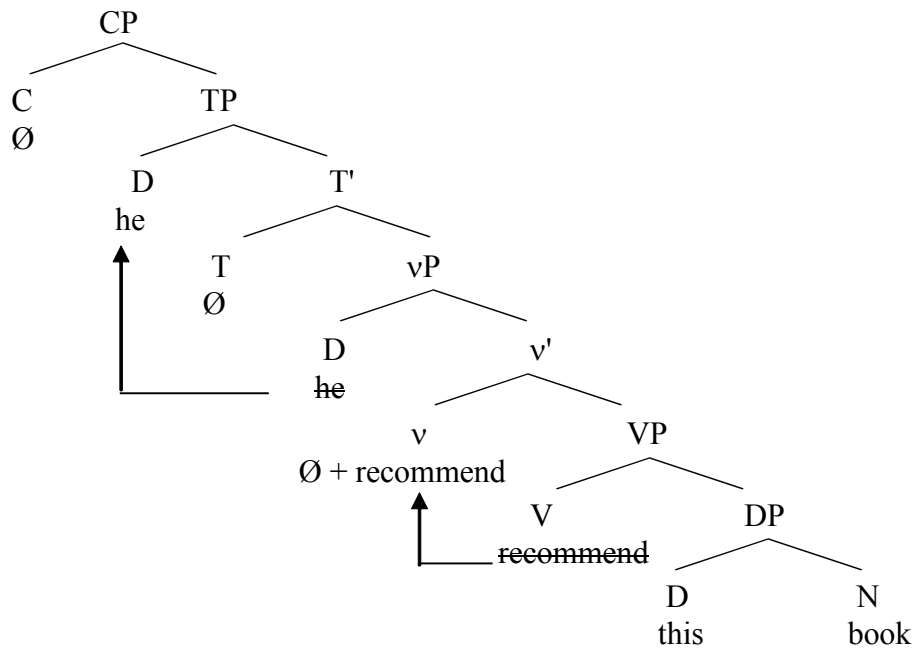 CP
C TP
Ø
D T'
he
T νP
Ø
D ν'
he
ν VP
Ø + recommend
V DP
recommend
D N
this book